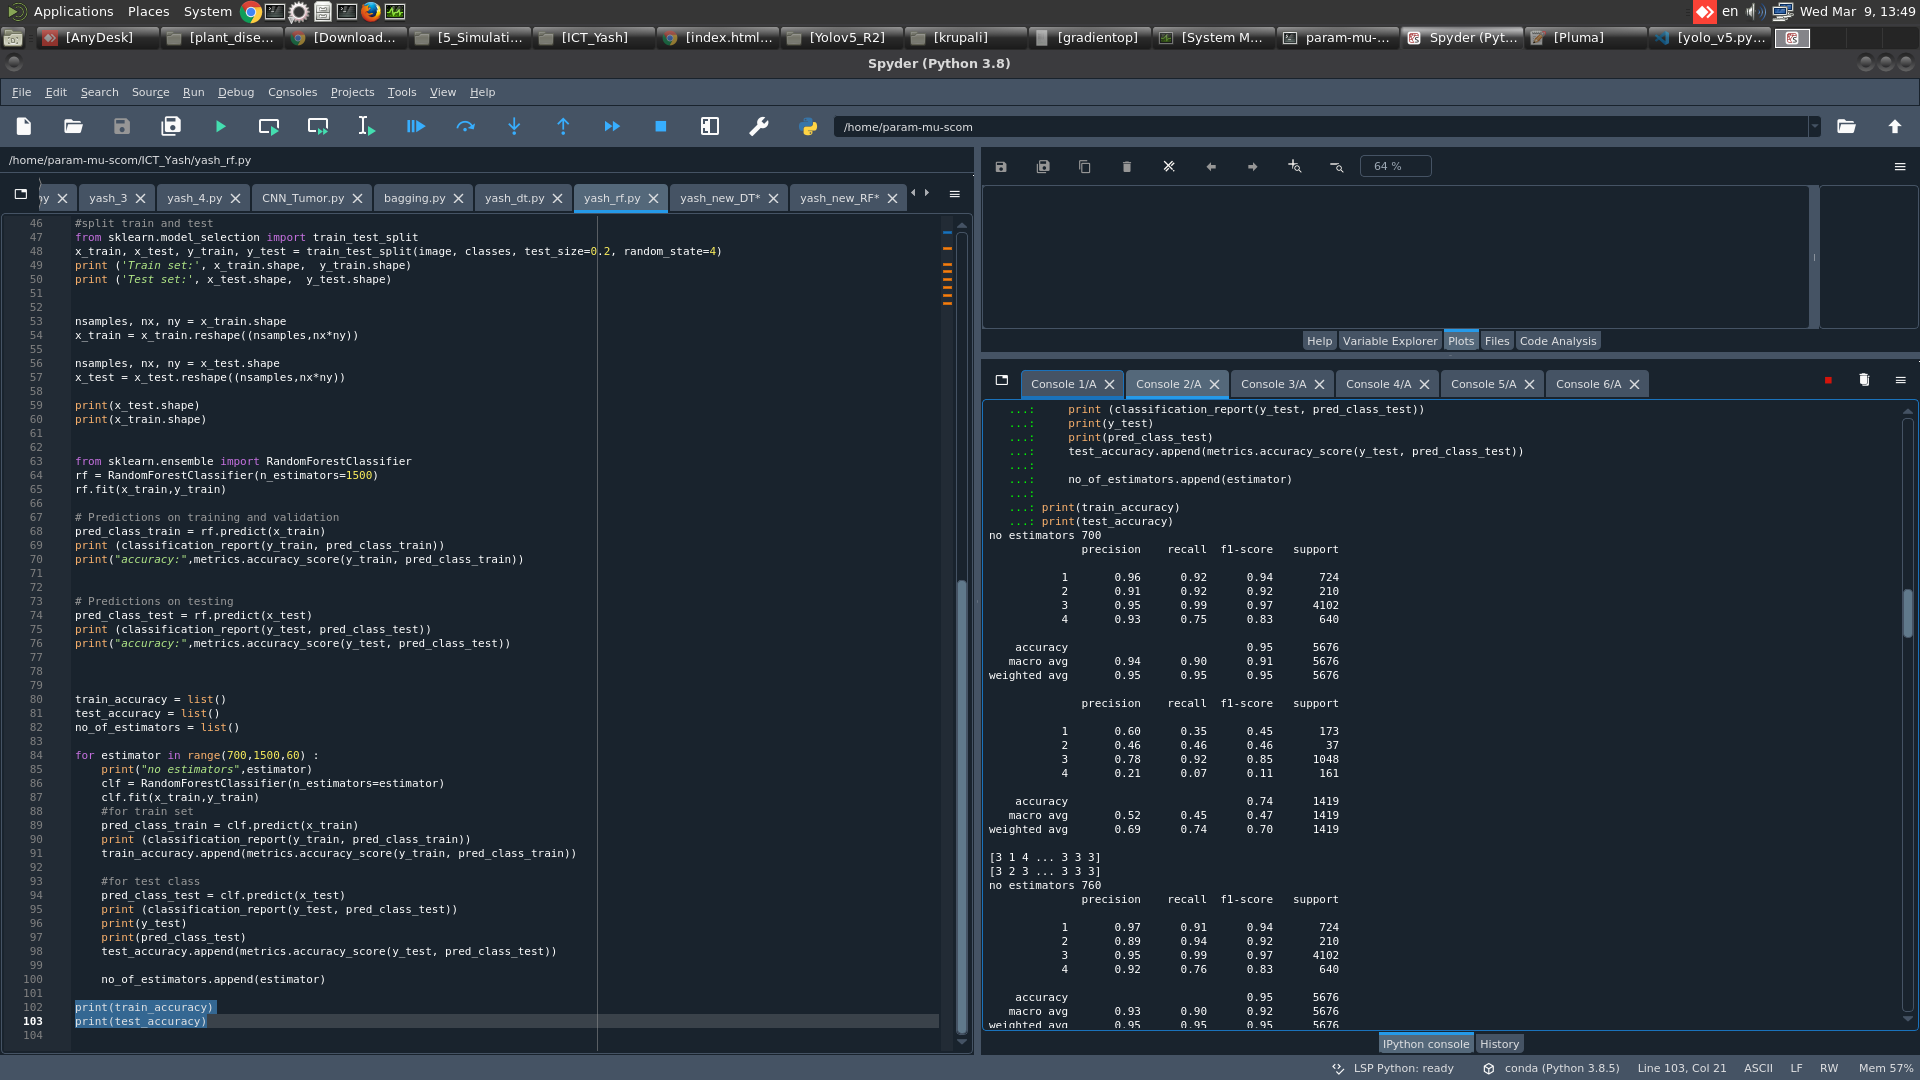 Applications Places System en Wed Mar 9, 13:49
[AnyDesk] [plant_dise... [Download... [5_Simulati... [ICT_Yash] [index.html... [Yolov5_R2] [krupali] [gradientop] [System M... param-mu-... Spyder (Pyt... [Pluma] [yolo_v5.py...
Spyder (Python 3.8)
File Edit Search Source Run Debug Consoles Projects Tools View Help
/home/param-mu-scom
/home/param-mu-scom/ICT_Yash/yash_rf.py
yash_3 yash_4.py CNN_Tumor.py bagging.py yash_dt.py yash_rf.py yash_new_DT* yash_new_RF*
46 #split train and test
47 from sklearn.model_selection import train_test_split
48 x_train, x_test, y_train, y_test = train_test_split(image, classes, test_size=0.2, random_state=4)
49 print ('Train set:', x_train.shape,  y_train.shape)
50 print ('Test set:', x_test.shape,  y_test.shape)
51
52
53 nsamples, nx, ny = x_train.shape
54 x_train = x_train.reshape((nsamples,nx*ny))
55
56 nsamples, nx, ny = x_test.shape
57 x_test = x_test.reshape((nsamples,nx*ny))
58
59 print(x_test.shape)
60 print(x_train.shape)
61
62
63 from sklearn.ensemble import RandomForestClassifier
64 rf = RandomForestClassifier(n_estimators=1500)
65 rf.fit(x_train,y_train)
66
67 # Predictions on training and validation
68 pred_class_train = rf.predict(x_train)
69 print (classification_report(y_train, pred_class_train))
70 print("accuracy:",metrics.accuracy_score(y_train, pred_class_train))
71
72
73 # Predictions on testing
74 pred_class_test = rf.predict(x_test)
75 print (classification_report(y_test, pred_class_test))
76 print("accuracy:",metrics.accuracy_score(y_test, pred_class_test))
77
78
79
80 train_accuracy = list()
81 test_accuracy = list()
82 no_of_estimators = list()
83
84 for estimator in range(700,1500,60) :
85     print("no estimators",estimator)
86     clf = RandomForestClassifier(n_estimators=estimator)
87     clf.fit(x_train,y_train)
88     #for train set
89     pred_class_train = clf.predict(x_train)
90     print (classification_report(y_train, pred_class_train))
91     train_accuracy.append(metrics.accuracy_score(y_train, pred_class_train))
92
93     #for test class
94     pred_class_test = clf.predict(x_test)
95     print (classification_report(y_test, pred_class_test))
96     print(y_test)
97     print(pred_class_test)
98     test_accuracy.append(metrics.accuracy_score(y_test, pred_class_test))
99
100     no_of_estimators.append(estimator)
101
102 print(train_accuracy)
103 print(test_accuracy)
104
64 %
Help Variable Explorer Plots Files Code Analysis
Console 1/A Console 2/A Console 3/A Console 4/A Console 5/A Console 6/A
...:     print (classification_report(y_test, pred_class_test))
...:     print(y_test)
...:     print(pred_class_test)
...:     test_accuracy.append(metrics.accuracy_score(y_test, pred_class_test))
...:
...:     no_of_estimators.append(estimator)
...:
...: print(train_accuracy)
...: print(test_accuracy)
no estimators 700
precision recall f1-score support
1 0.96 0.92 0.94 724
2 0.91 0.92 0.92 210
3 0.95 0.99 0.97 4102
4 0.93 0.75 0.83 640
accuracy 0.95 5676
macro avg 0.94 0.90 0.91 5676
weighted avg 0.95 0.95 0.95 5676
precision recall f1-score support
1 0.60 0.35 0.45 173
2 0.46 0.46 0.46 37
3 0.78 0.92 0.85 1048
4 0.21 0.07 0.11 161
accuracy 0.74 1419
macro avg 0.52 0.45 0.47 1419
weighted avg 0.69 0.74 0.70 1419
[3 1 4 ... 3 3 3]
[3 2 3 ... 3 3 3]
no estimators 760
precision recall f1-score support
1 0.97 0.91 0.94 724
2 0.89 0.94 0.92 210
3 0.95 0.99 0.97 4102
4 0.92 0.76 0.83 640
accuracy 0.95 5676
macro avg 0.93 0.90 0.92 5676
weighted avg 0.95 0.95 0.95 5676
IPython console History
LSP Python: ready conda (Python 3.8.5) Line 103, Col 21 ASCII LF RW Mem 57%